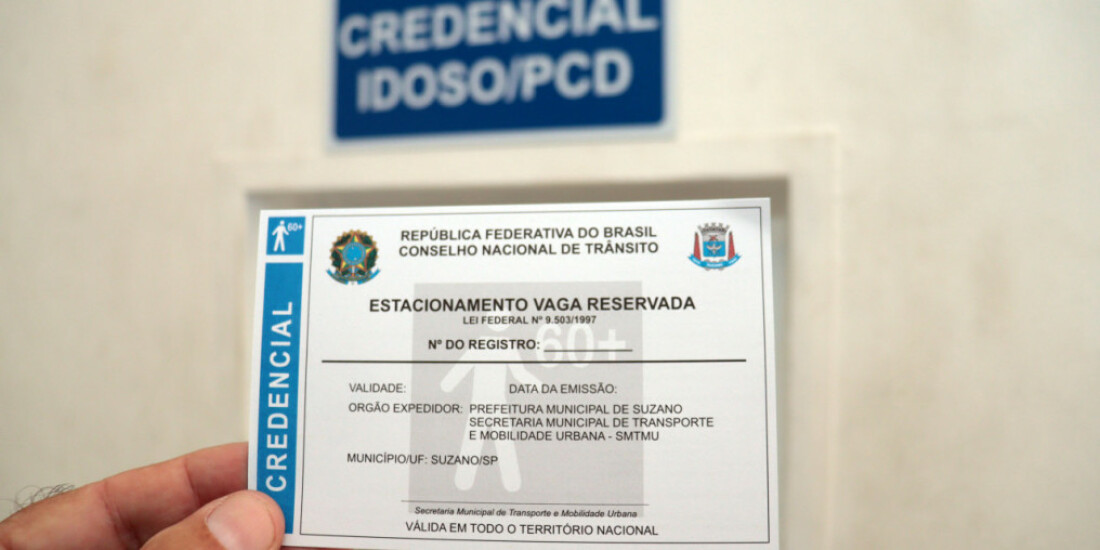 CREDENCIAL
IDOSO/PCD
60+
CREDENCIAL
REPÚBLICA FEDERATIVA DO BRASIL
CONSELHO NACIONAL DE TRÂNSITO
ESTACIONAMENTO VAGA RESERVADA
LEI FEDERAL Nº 9.503/1997
60+
Nº DO REGISTRO:
VALIDADE: DATA DA EMISSÃO:
ORGÃO EXPEDIDOR: PREFEITURA MUNICIPAL DE SUZANO
SECRETARIA MUNICIPAL DE TRANSPORTE
E MOBILIDADE URBANA - SMTMU
MUNICÍPIO/UF: SUZANO/SP
Secretaria Municipal de Transporte e Mobilidade Urbana
VÁLIDA EM TODO O TERRITÓRIO NACIONAL